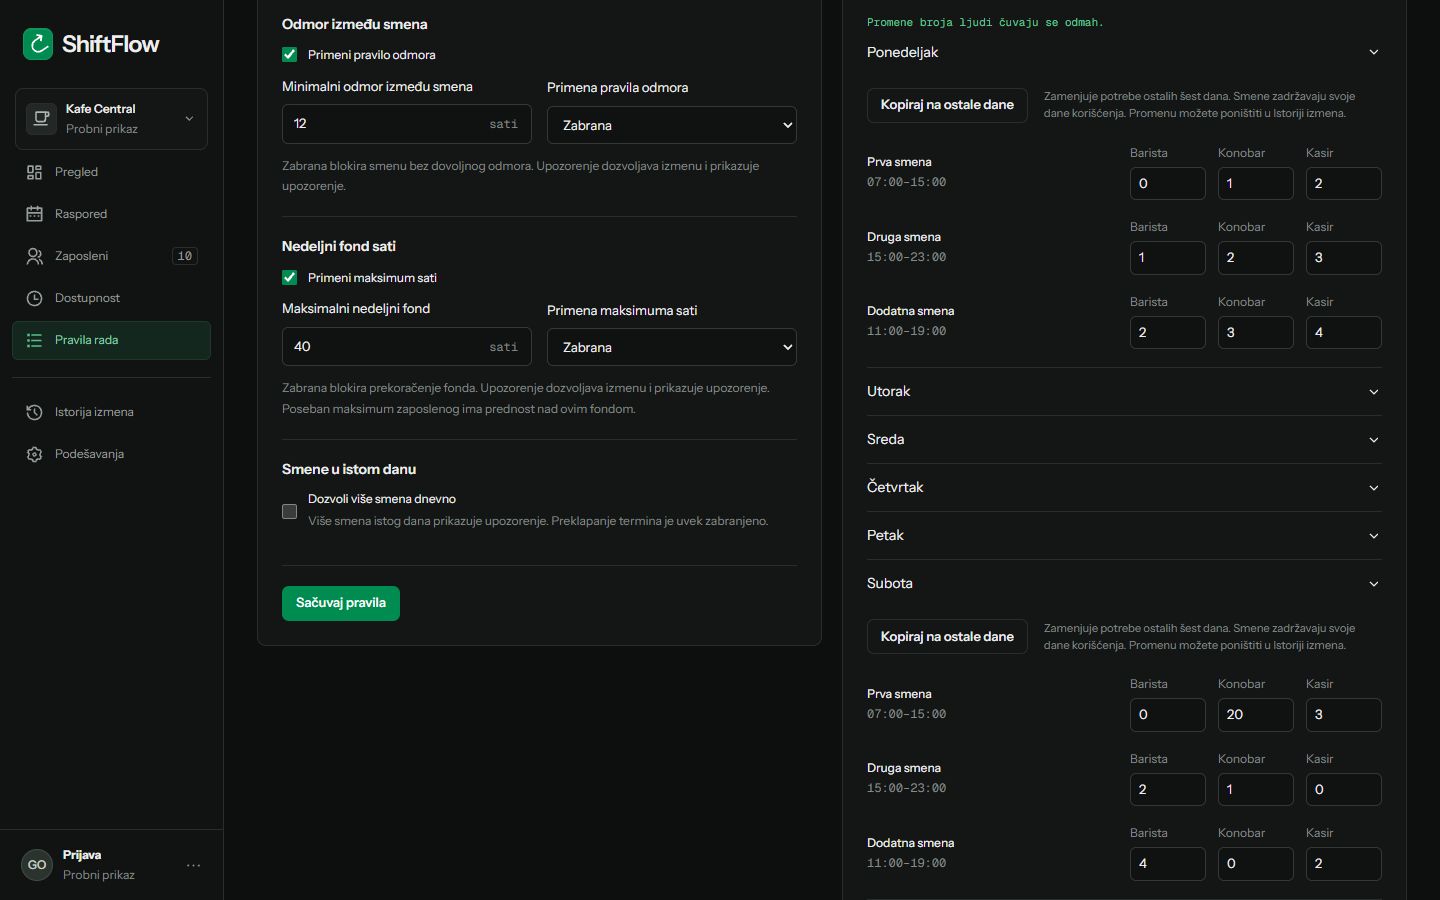 ShiftFlow
Kafe Central
Probni prikaz
Pregled
Raspored
Zaposleni 10
Dostupnost
Pravila rada
Istorija izmena
Podešavanja
GO
Prijava
Probni prikaz
Odmor između smena
Primeni pravilo odmora
Minimalni odmor između smena
12 sati
Primena pravila odmora
Zabrana
Zabrana blokira smenu bez dovoljnog odmora. Upozorenje dozvoljava izmenu i prikazuje
upozorenje.
Nedeljni fond sati
Primeni maksimum sati
Maksimalni nedeljni fond
40 sati
Primena maksimuma sati
Zabrana
Zabrana blokira prekoračenje fonda. Upozorenje dozvoljava izmenu i prikazuje upozorenje.
Poseban maksimum zaposlenog ima prednost nad ovim fondom.
Smene u istom danu
Dozvoli više smena dnevno
Više smena istog dana prikazuje upozorenje. Preklapanje termina je uvek zabranjeno.
Sačuvaj pravila
Promene broja ljudi čuvaju se odmah.
Ponedeljak
Kopiraj na ostale dane
Zamenjuje potrebe ostalih šest dana. Smene zadržavaju svoje
dane korišćenja. Promenu možete poništiti u Istoriji izmena.
Prva smena
07:00–15:00
Barista Konobar Kasir
0 1 2
Druga smena
15:00–23:00
Barista Konobar Kasir
1 2 3
Dodatna smena
11:00–19:00
Barista Konobar Kasir
2 3 4
Utorak
Sreda
Četvrtak
Petak
Subota
Kopiraj na ostale dane
Zamenjuje potrebe ostalih šest dana. Smene zadržavaju svoje
dane korišćenja. Promenu možete poništiti u Istoriji izmena.
Prva smena
07:00–15:00
Barista Konobar Kasir
0 20 3
Druga smena
15:00–23:00
Barista Konobar Kasir
2 1 0
Dodatna smena
11:00–19:00
Barista Konobar Kasir
4 0 2